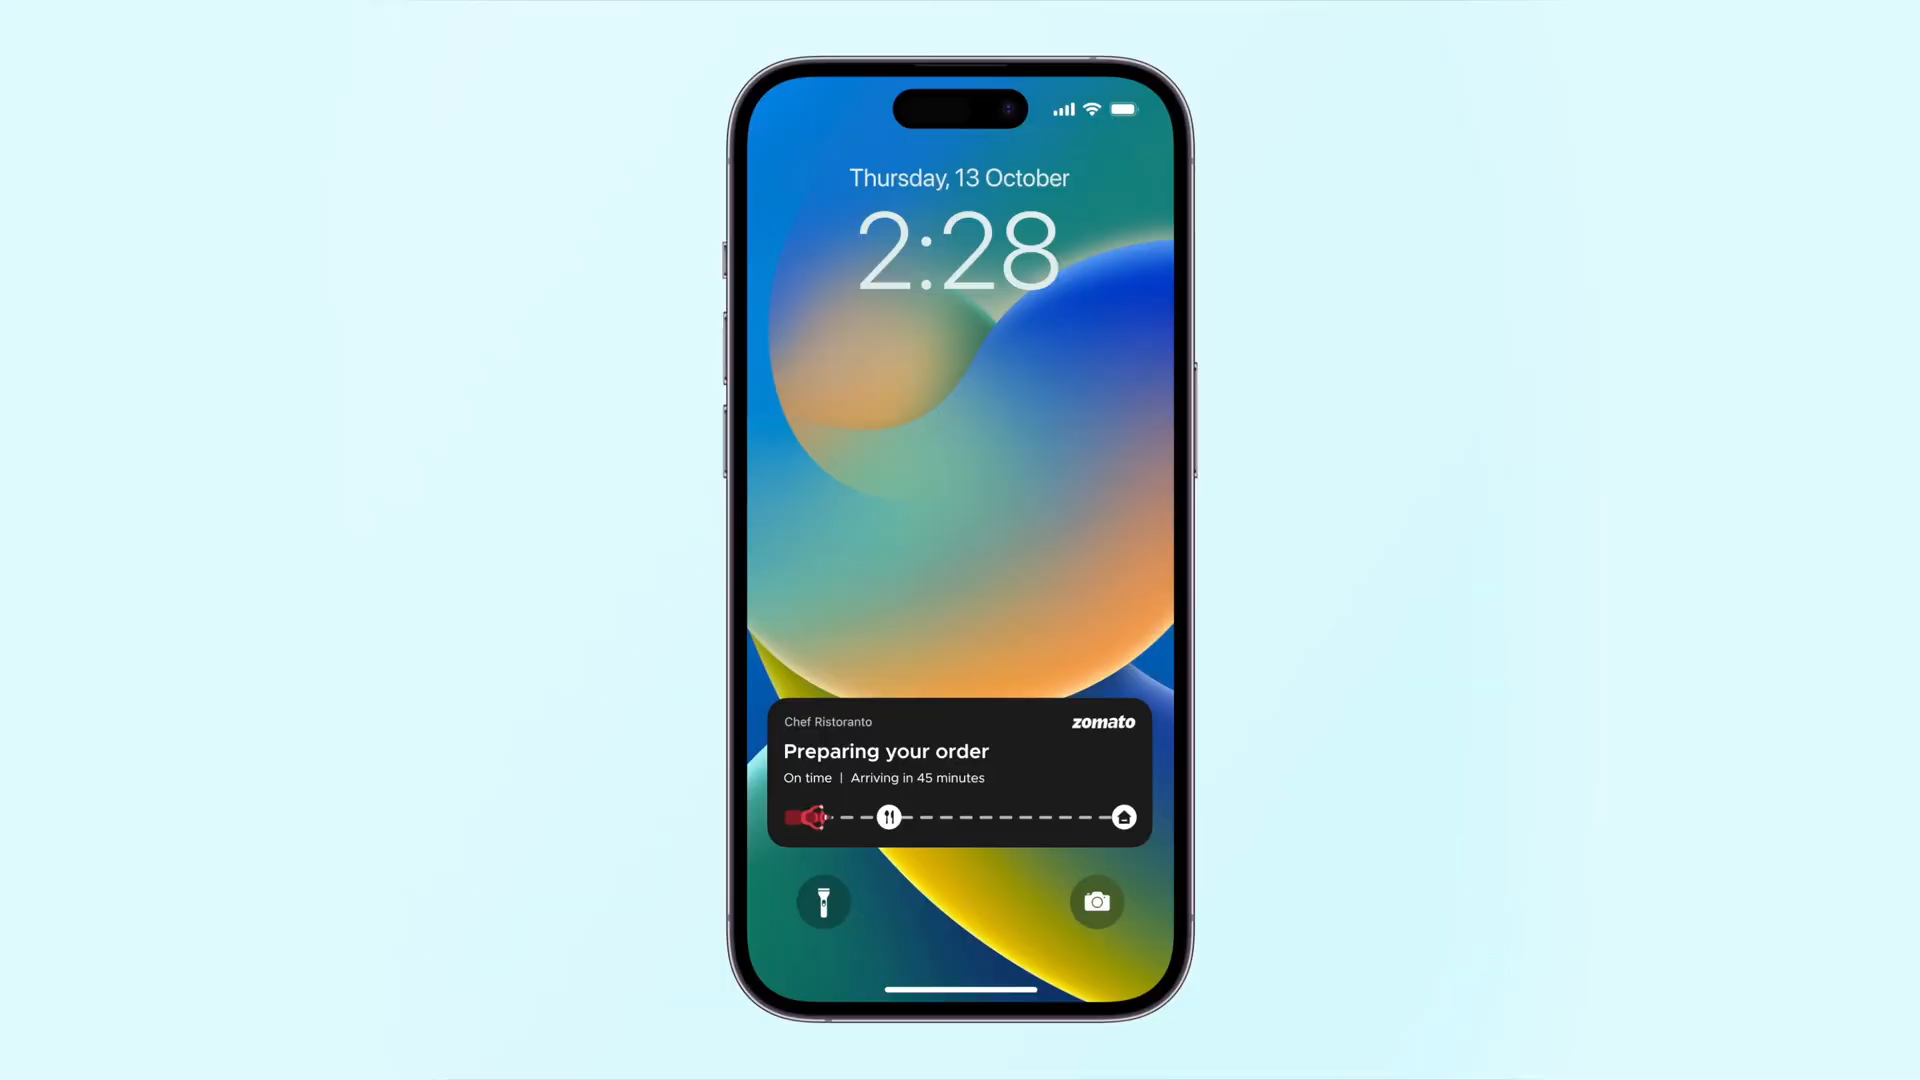 Thursday, 13 October
2:28
Chef Ristoranto
zomato
Preparing your order
On time | Arriving in 45 minutes